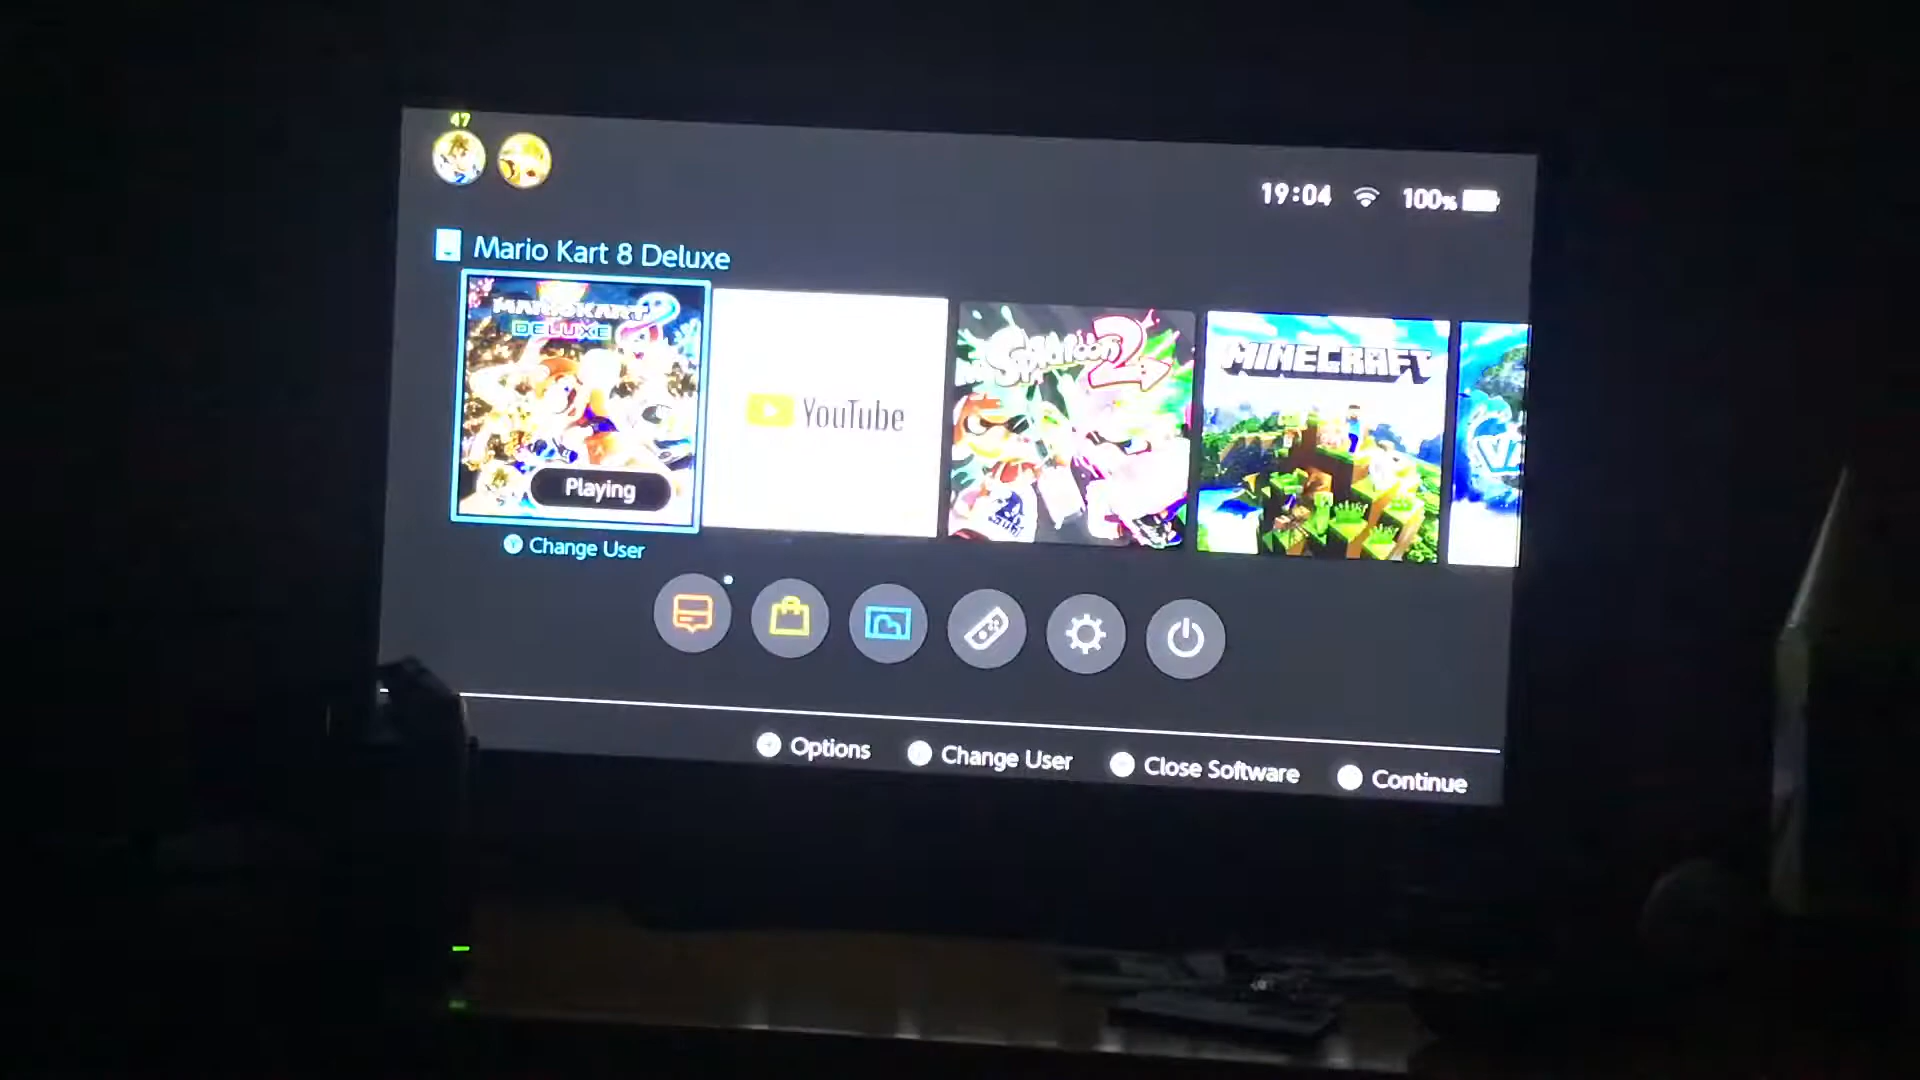 47
19:04 100%
Mario Kart 8 Deluxe
MARIOKART 8
DELUXE
Playing
YouTube
Splatoon 2
MINECRAFT
Change User
Options Change User Close Software Continue